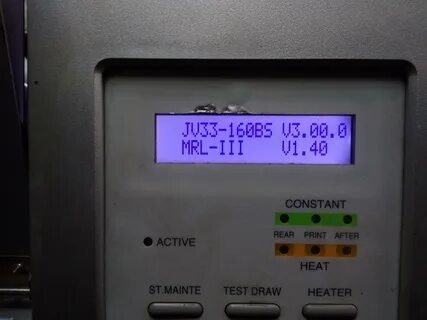 JV33-160BS V3.00.0
MRL-III V1.40
CONSTANT
REAR PRINT AFTER
ACTIVE
HEAT
ST.MAINTE TEST DRAW HEATER